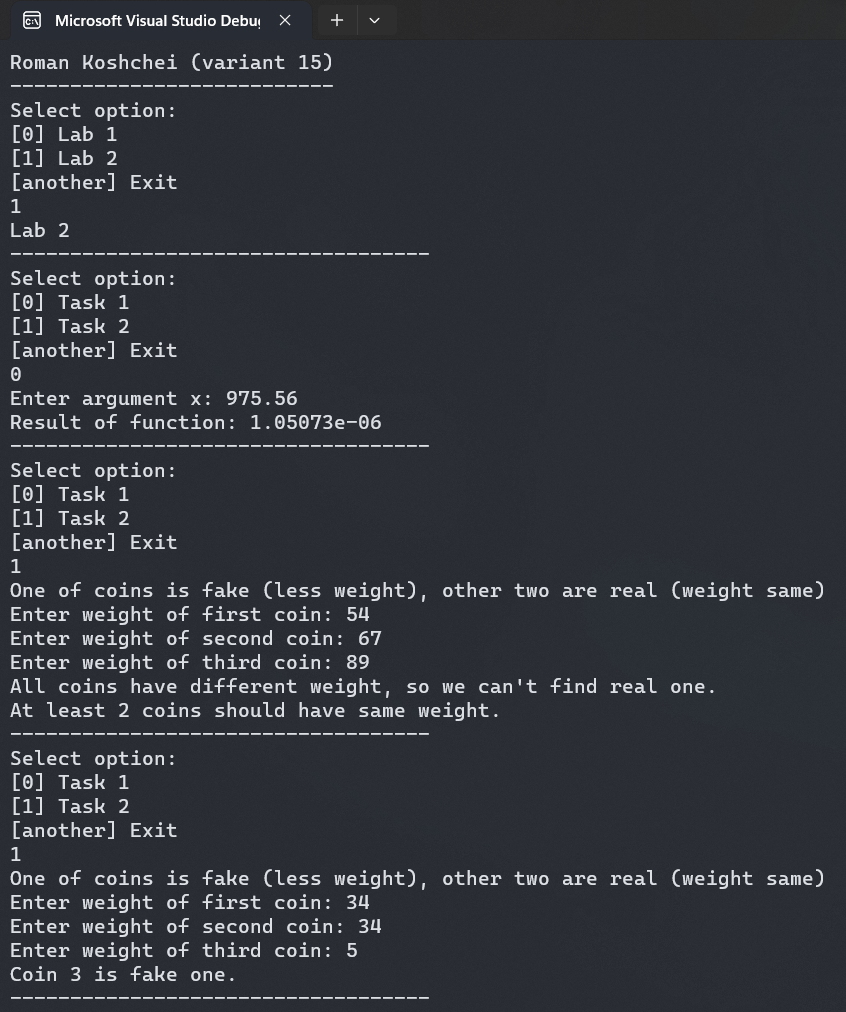 Microsoft Visual Studio Debu
Roman Koshchei (variant 15)
---------------------------
Select option:
[0] Lab 1
[1] Lab 2
[another] Exit
1
Lab 2
-----------------------------------
Select option:
[0] Task 1
[1] Task 2
[another] Exit
0
Enter argument x: 975.56
Result of function: 1.05073e-06
-----------------------------------
Select option:
[0] Task 1
[1] Task 2
[another] Exit
1
One of coins is fake (less weight), other two are real (weight same)
Enter weight of first coin: 54
Enter weight of second coin: 67
Enter weight of third coin: 89
All coins have different weight, so we can't find real one.
At least 2 coins should have same weight.
-----------------------------------
Select option:
[0] Task 1
[1] Task 2
[another] Exit
1
One of coins is fake (less weight), other two are real (weight same)
Enter weight of first coin: 34
Enter weight of second coin: 34
Enter weight of third coin: 5
Coin 3 is fake one.
-----------------------------------